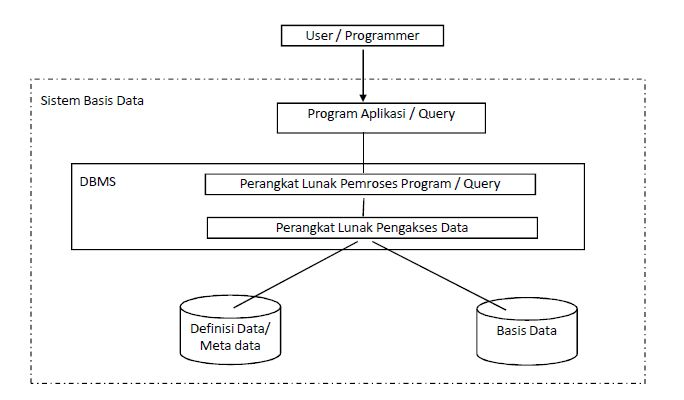 User / Programmer
Sistem Basis Data
Program Aplikasi / Query
DBMS
Perangkat Lunak Pemroses Program / Query
Perangkat Lunak Pengakses Data
Definisi Data/
Meta data
Basis Data